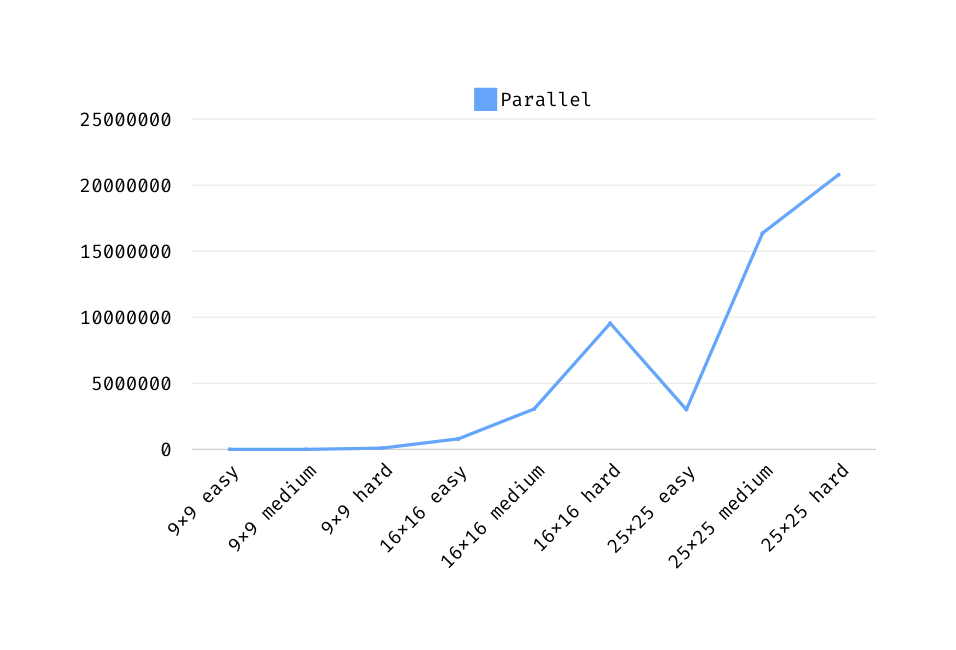 Parallel
25000000
20000000
15000000
10000000
5000000
0
9×9 easy
9×9 medium
9×9 hard
16×16 easy
16×16 medium
16×16 hard
25×25 easy
25×25 medium
25×25 hard